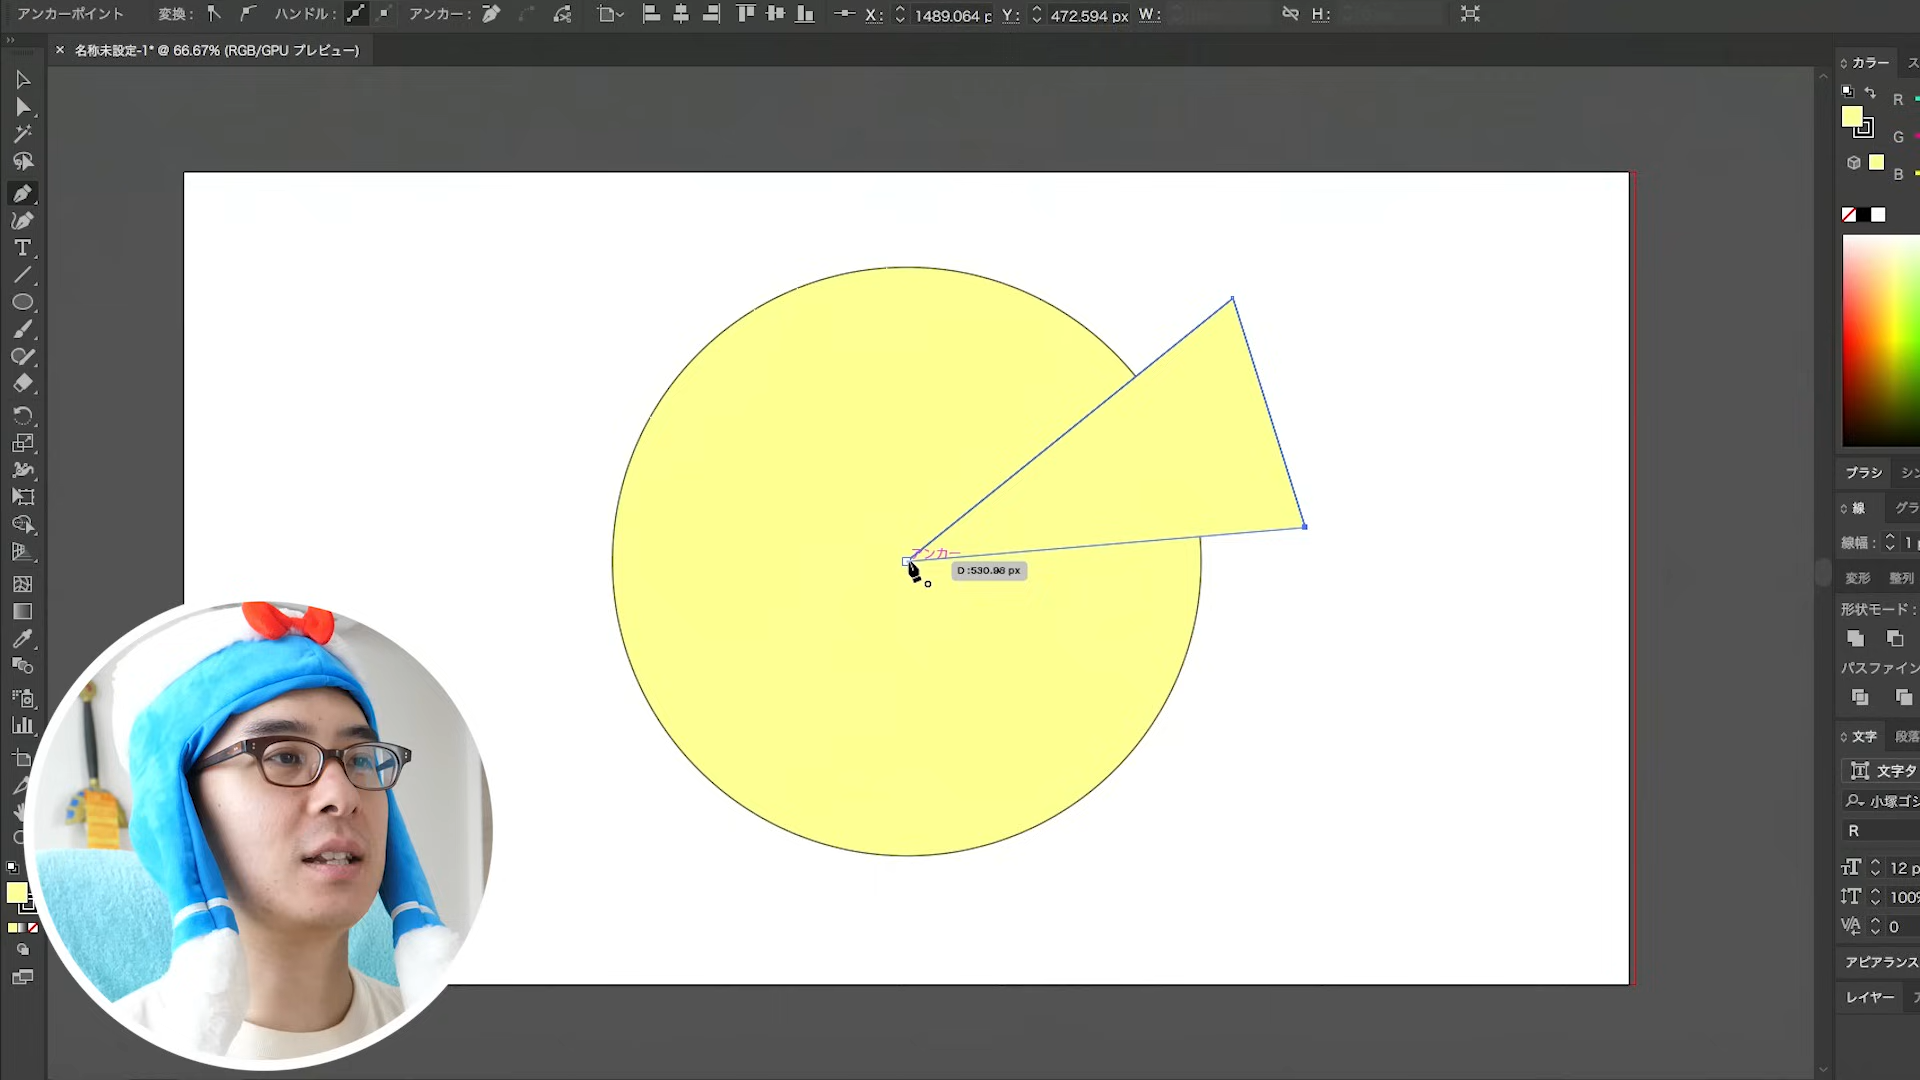 アンカーポイント 変換： ハンドル： アンカー： X： 1489.064 p Y： 472.594 px W： H：
× 名称未設定-1* @ 66.67% (RGB/GPU プレビュー)
カラー
R
G
B
アンカー
D :530.98 px
ブラシ
線
線幅： 1
変形 整列
形状モード：
パスファイン
文字 段落
文字タ
小塚ゴシ
R
12 p
100%
0
アピアランス
レイヤー